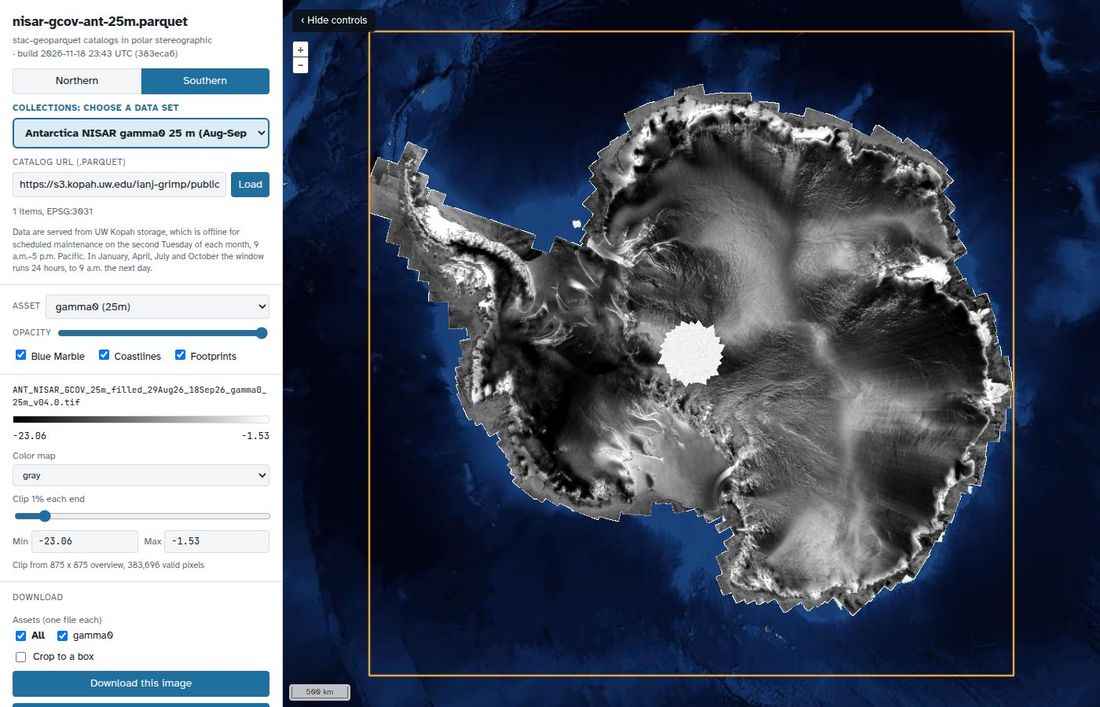 nisar-gcov-ant-25m.parquet
stac-geoparquet catalogs in polar stereographic
· build 2026-11-18 23:43 UTC (383eca6)
Northern
Southern
COLLECTIONS: CHOOSE A DATA SET
Antarctica NISAR gamma0 25 m (Aug-Sep
CATALOG URL (.PARQUET)
https://s3.kopah.uw.edu/ianj-grimp/public
Load
1 items, EPSG:3031
Data are served from UW Kopah storage, which is offline for
scheduled maintenance on the second Tuesday of each month, 9
a.m.–5 p.m. Pacific. In January, April, July and October the window
runs 24 hours, to 9 a.m. the next day.
ASSET
gamma0 (25m)
OPACITY
Blue Marble
Coastlines
Footprints
ANT_NISAR_GCOV_25m_filled_29Aug26_18Sep26_gamma0_
25m_v04.0.tif
-23.06
-1.53
Color map
gray
Clip 1% each end
Min
-23.06
Max
-1.53
Clip from 875 x 875 overview, 383,696 valid pixels
DOWNLOAD
Assets (one file each)
All
gamma0
Crop to a box
Download this image
‹ Hide controls
+
−
500 km